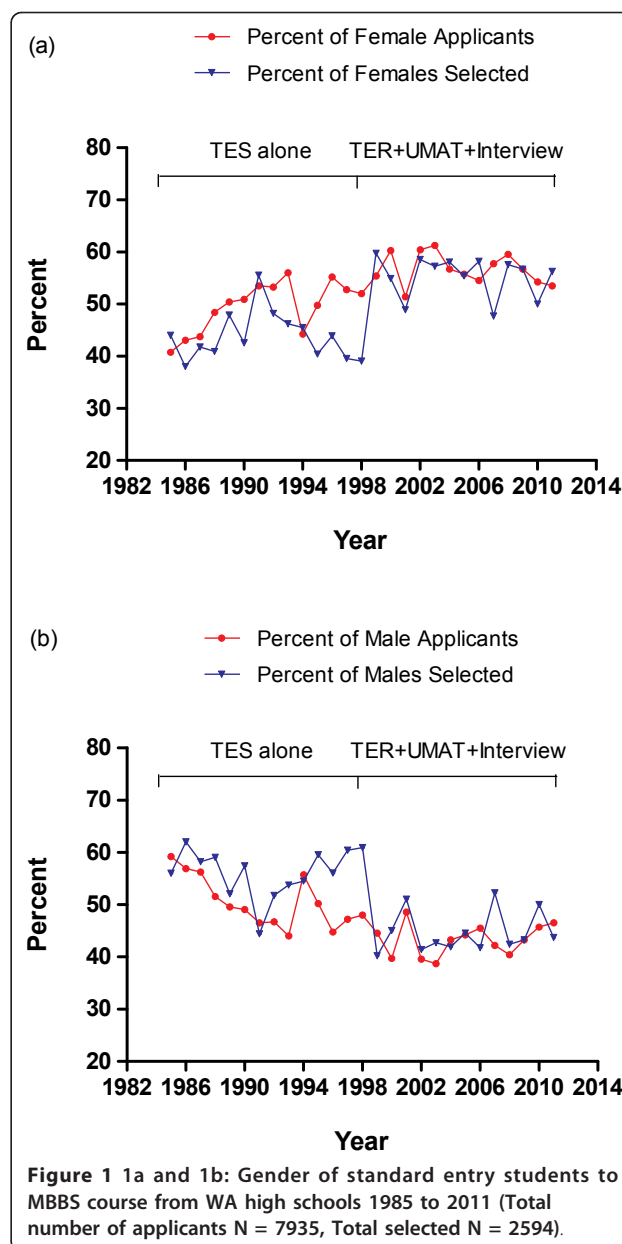 (a)
Percent of Female Applicants
Percent of Females Selected
TES alone TER+UMAT+Interview
80
70
60
50
40
30
20
Percent
1982 1986 1990 1994 1998 2002 2006 2010 2014
Year
(b)
Percent of Male Applicants
Percent of Males Selected
TES alone TER+UMAT+Interview
80
70
60
50
40
30
20
Percent
1982 1986 1990 1994 1998 2002 2006 2010 2014
Year
Figure 1 1a and 1b: Gender of standard entry students to
MBBS course from WA high schools 1985 to 2011 (Total
number of applicants N = 7935, Total selected N = 2594).